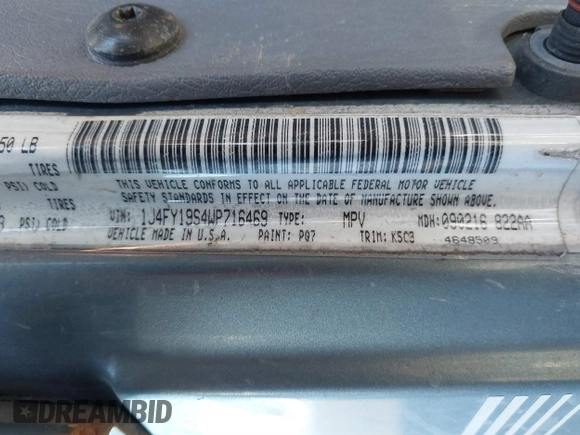 50 LB
TIRES
PSI) COLD
TIRES
PSI) COLD
THIS VEHICLE CONFORMS TO ALL APPLICABLE FEDERAL MOTOR VEHICLE
SAFETY STANDARDS IN EFFECT ON THE DATE OF MANUFACTURE SHOWN ABOVE.
VIN: 1J4FY19S4WP716469 TYPE: MPV MDH: 090216 822AA
VEHICLE MADE IN U.S.A. PAINT: PQ7 TRIM: K5C3 4648509
DREAMBID